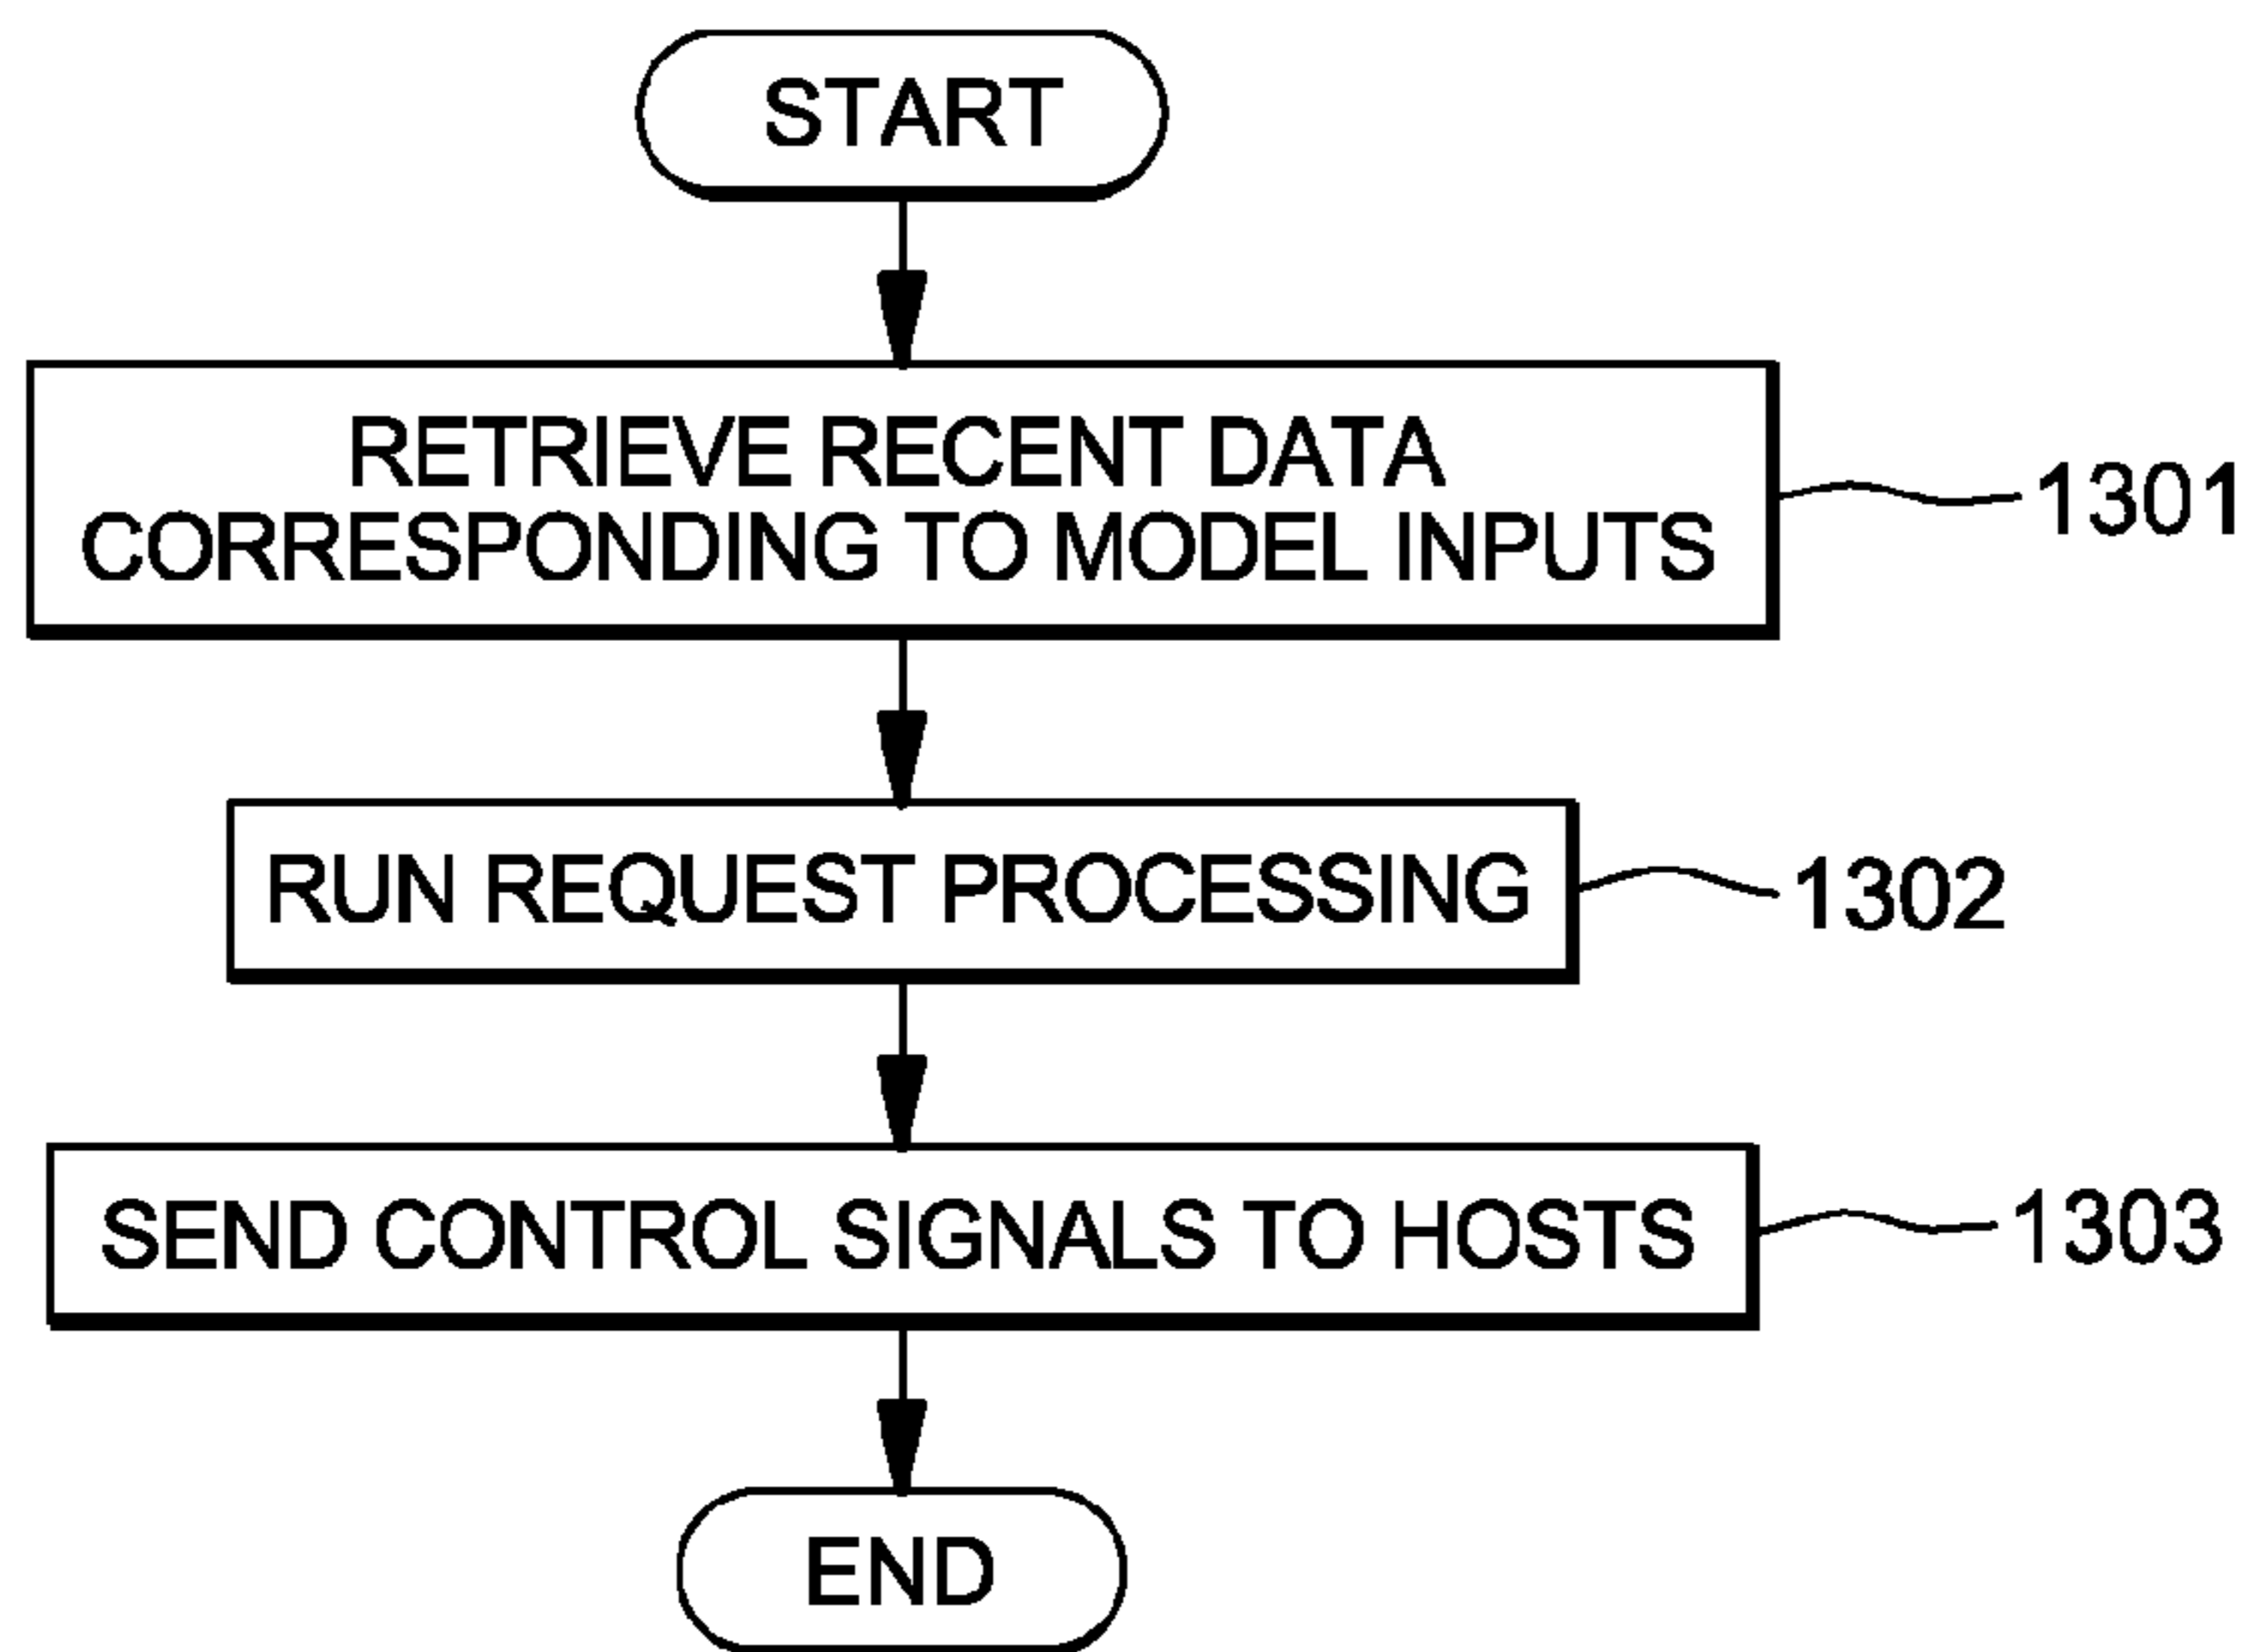 START
RETRIEVE RECENT DATA
CORRESPONDING TO MODEL INPUTS
1301
RUN REQUEST PROCESSING
1302
SEND CONTROL SIGNALS TO HOSTS
1303
END